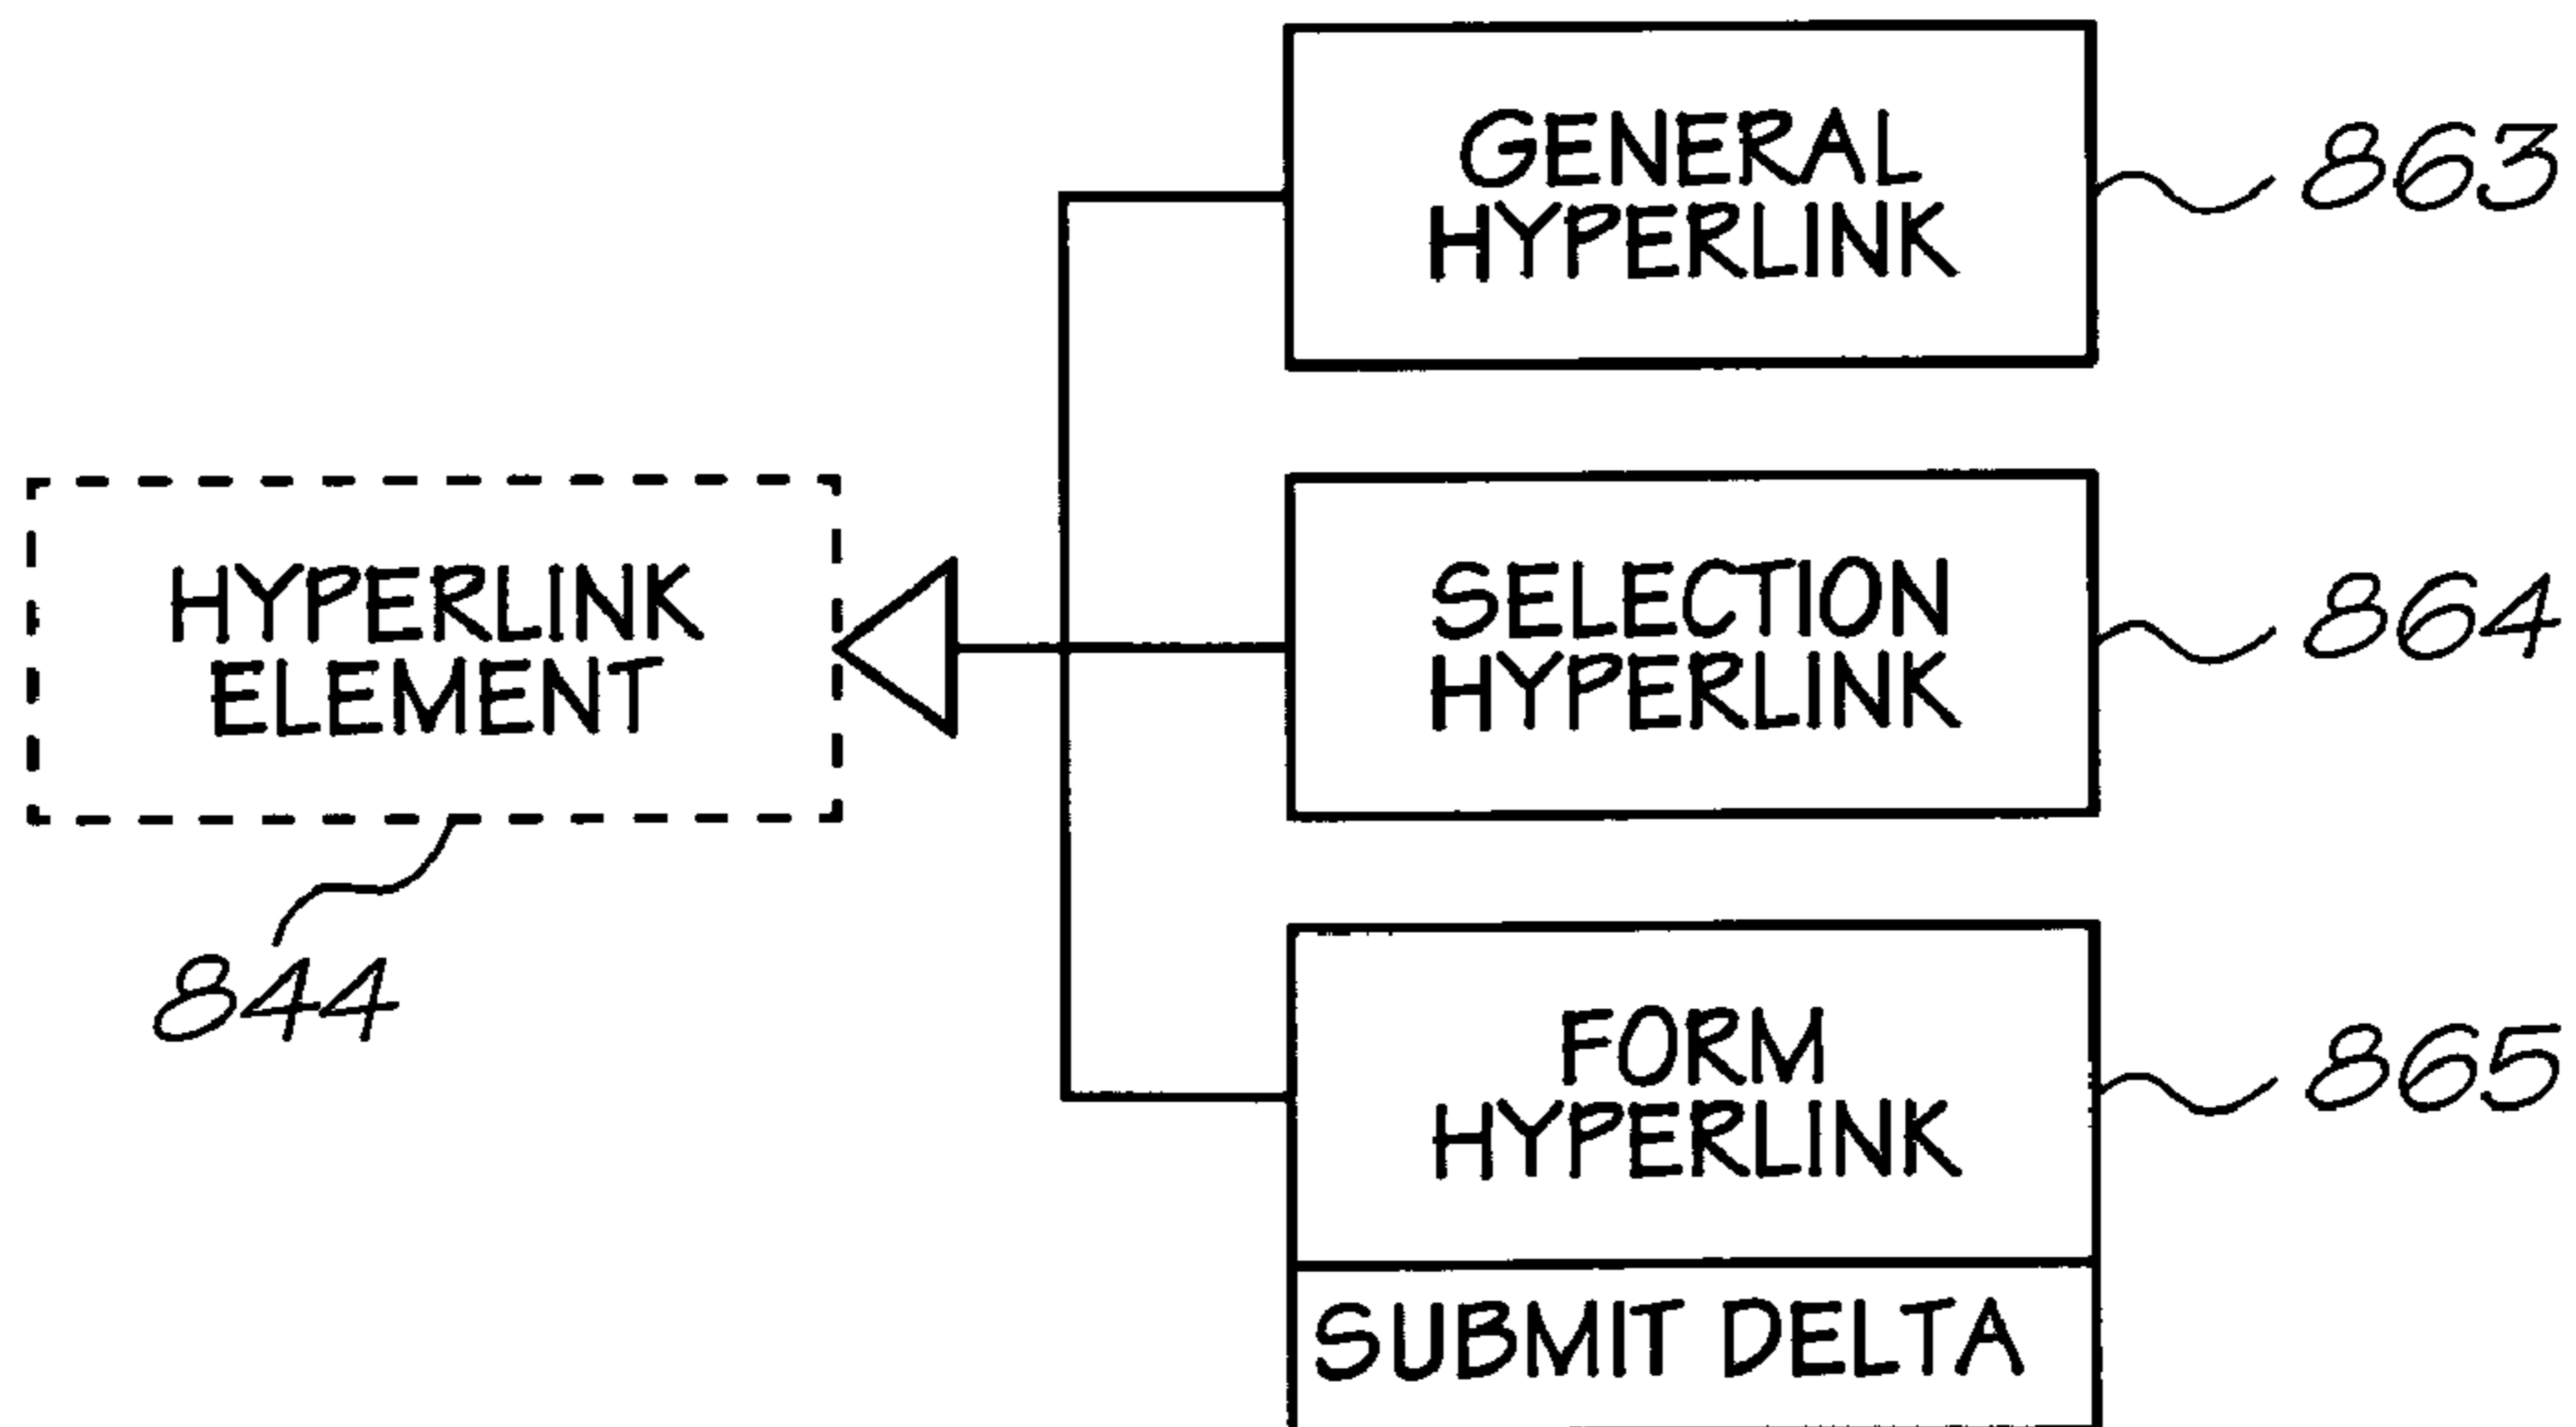 GENERAL
HYPERLINK
863
HYPERLINK
ELEMENT
844
SELECTION
HYPERLINK
864
FORM
HYPERLINK
865
SUBMIT DELTA